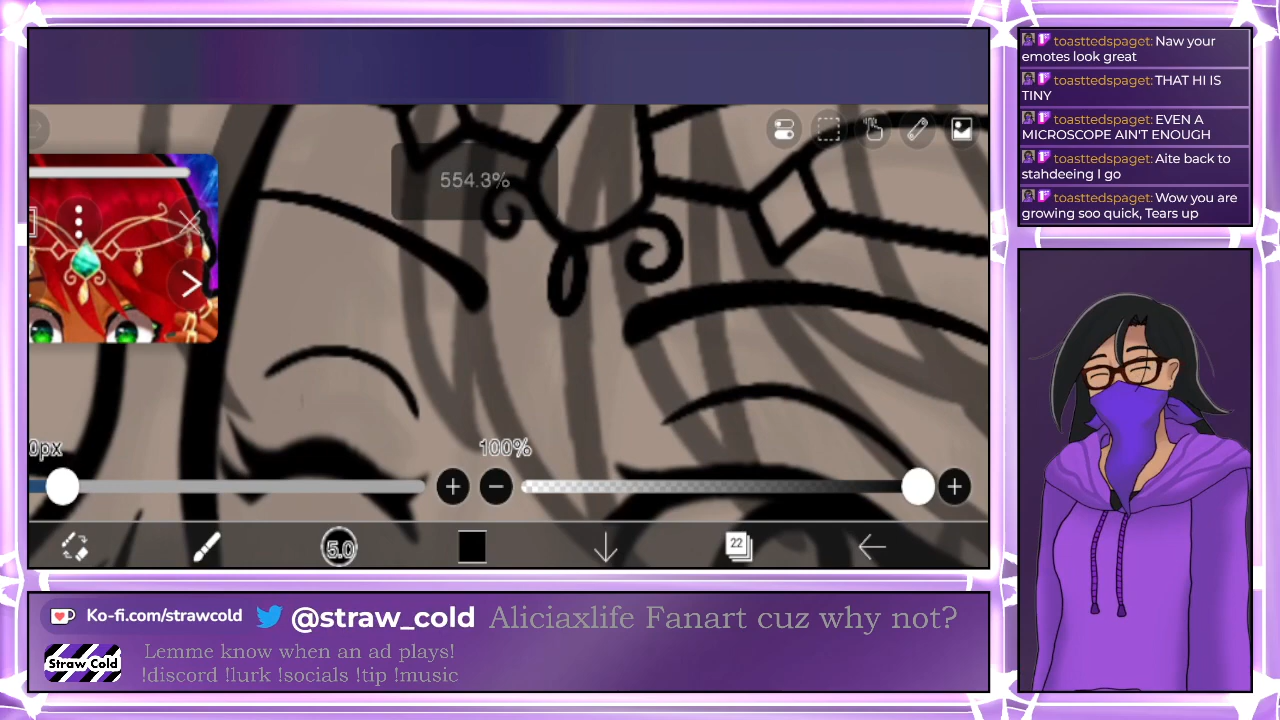 554.3%
0px
100%
5.0
22
toasttedspaget: Naw your
emotes look great
toasttedspaget: THAT HI IS
TINY
toasttedspaget: EVEN A
MICROSCOPE AIN'T ENOUGH
toasttedspaget: Aite back to
stahdeeing I go
toasttedspaget: Wow you are
growing soo quick, Tears up
Ko-fi.com/strawcold @straw_cold Aliciaxlife Fanart cuz why not?
Straw Cold
Lemme know when an ad plays!
!discord !lurk !socials !tip !music